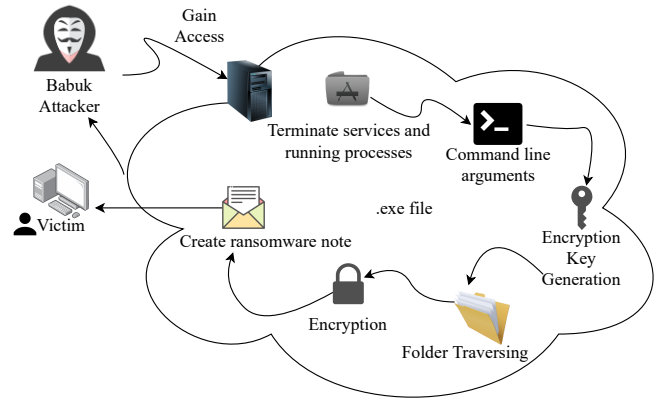 Gain
Access
Babuk
Attacker
Terminate services and
running processes
Command line
arguments
Victim
Create ransomware note
.exe file
Encryption
Key
Generation
Encryption
Folder Traversing